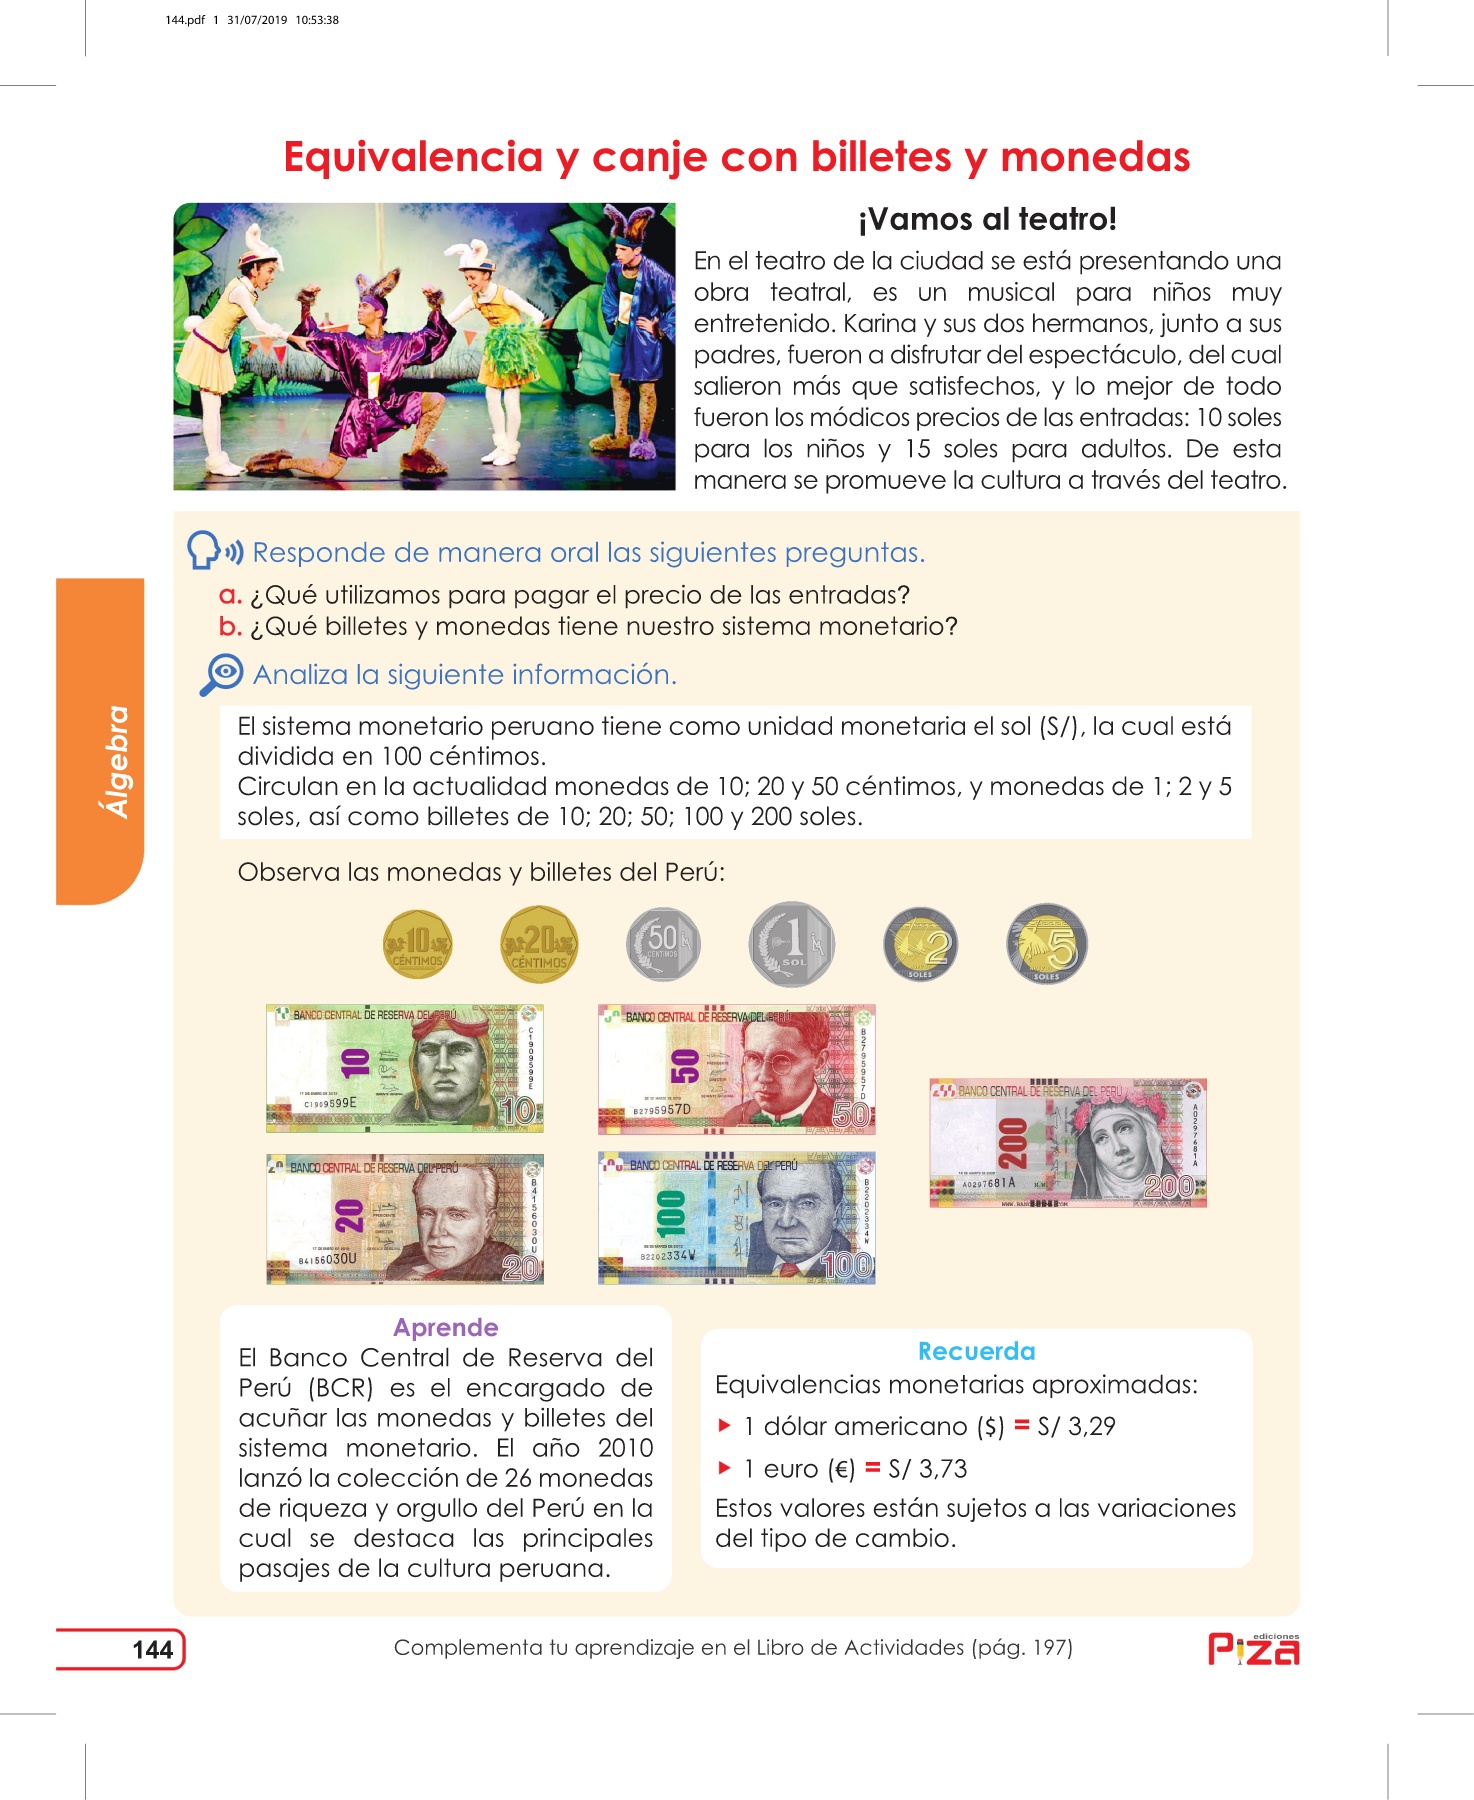 144.pdf 1 31/07/2019 10:53:38
Equivalencia y canje con billetes y monedas
¡Vamos al teatro!
En el teatro de la ciudad se está presentando una
obra teatral, es un musical para niños muy
entretenido. Karina y sus dos hermanos, junto a sus
padres, fueron a disfrutar del espectáculo, del cual
salieron más que satisfechos, y lo mejor de todo
fueron los módicos precios de las entradas: 10 soles
para los niños y 15 soles para adultos. De esta
manera se promueve la cultura a través del teatro.
Responde de manera oral las siguientes preguntas.
a. ¿Qué utilizamos para pagar el precio de las entradas?
b. ¿Qué billetes y monedas tiene nuestro sistema monetario?
Analiza la siguiente información.
Álgebra
El sistema monetario peruano tiene como unidad monetaria el sol (S/), la cual está
dividida en 100 céntimos.
Circulan en la actualidad monedas de 10; 20 y 50 céntimos, y monedas de 1; 2 y 5
soles, así como billetes de 10; 20; 50; 100 y 200 soles.
Observa las monedas y billetes del Perú:
10 CÉNTIMOS
20 CÉNTIMOS
50 CÉNTIMOS
1 SOL
2 SOLES
5 SOLES
BANCO CENTRAL DE RESERVA DEL PERÚ
10
C1909599E
C1909599E
10
BANCO CENTRAL DE RESERVA DEL PERÚ
50
B2795957D
B2795957D
50
BANCO CENTRAL DE RESERVA DEL PERÚ
200
A0297681A
A0297681A
200
BANCO CENTRAL DE RESERVA DEL PERÚ
20
B4156030U
B4156030U
20
BANCO CENTRAL DE RESERVA DEL PERÚ
100
B2202334W
B2202334W
100
Aprende
El Banco Central de Reserva del
Perú (BCR) es el encargado de
acuñar las monedas y billetes del
sistema monetario. El año 2010
lanzó la colección de 26 monedas
de riqueza y orgullo del Perú en la
cual se destaca las principales
pasajes de la cultura peruana.
Recuerda
Equivalencias monetarias aproximadas:
1 dólar americano ($) = S/ 3,29
1 euro (€) = S/ 3,73
Estos valores están sujetos a las variaciones
del tipo de cambio.
144
Complementa tu aprendizaje en el Libro de Actividades (pág. 197)
ediciones
Piza